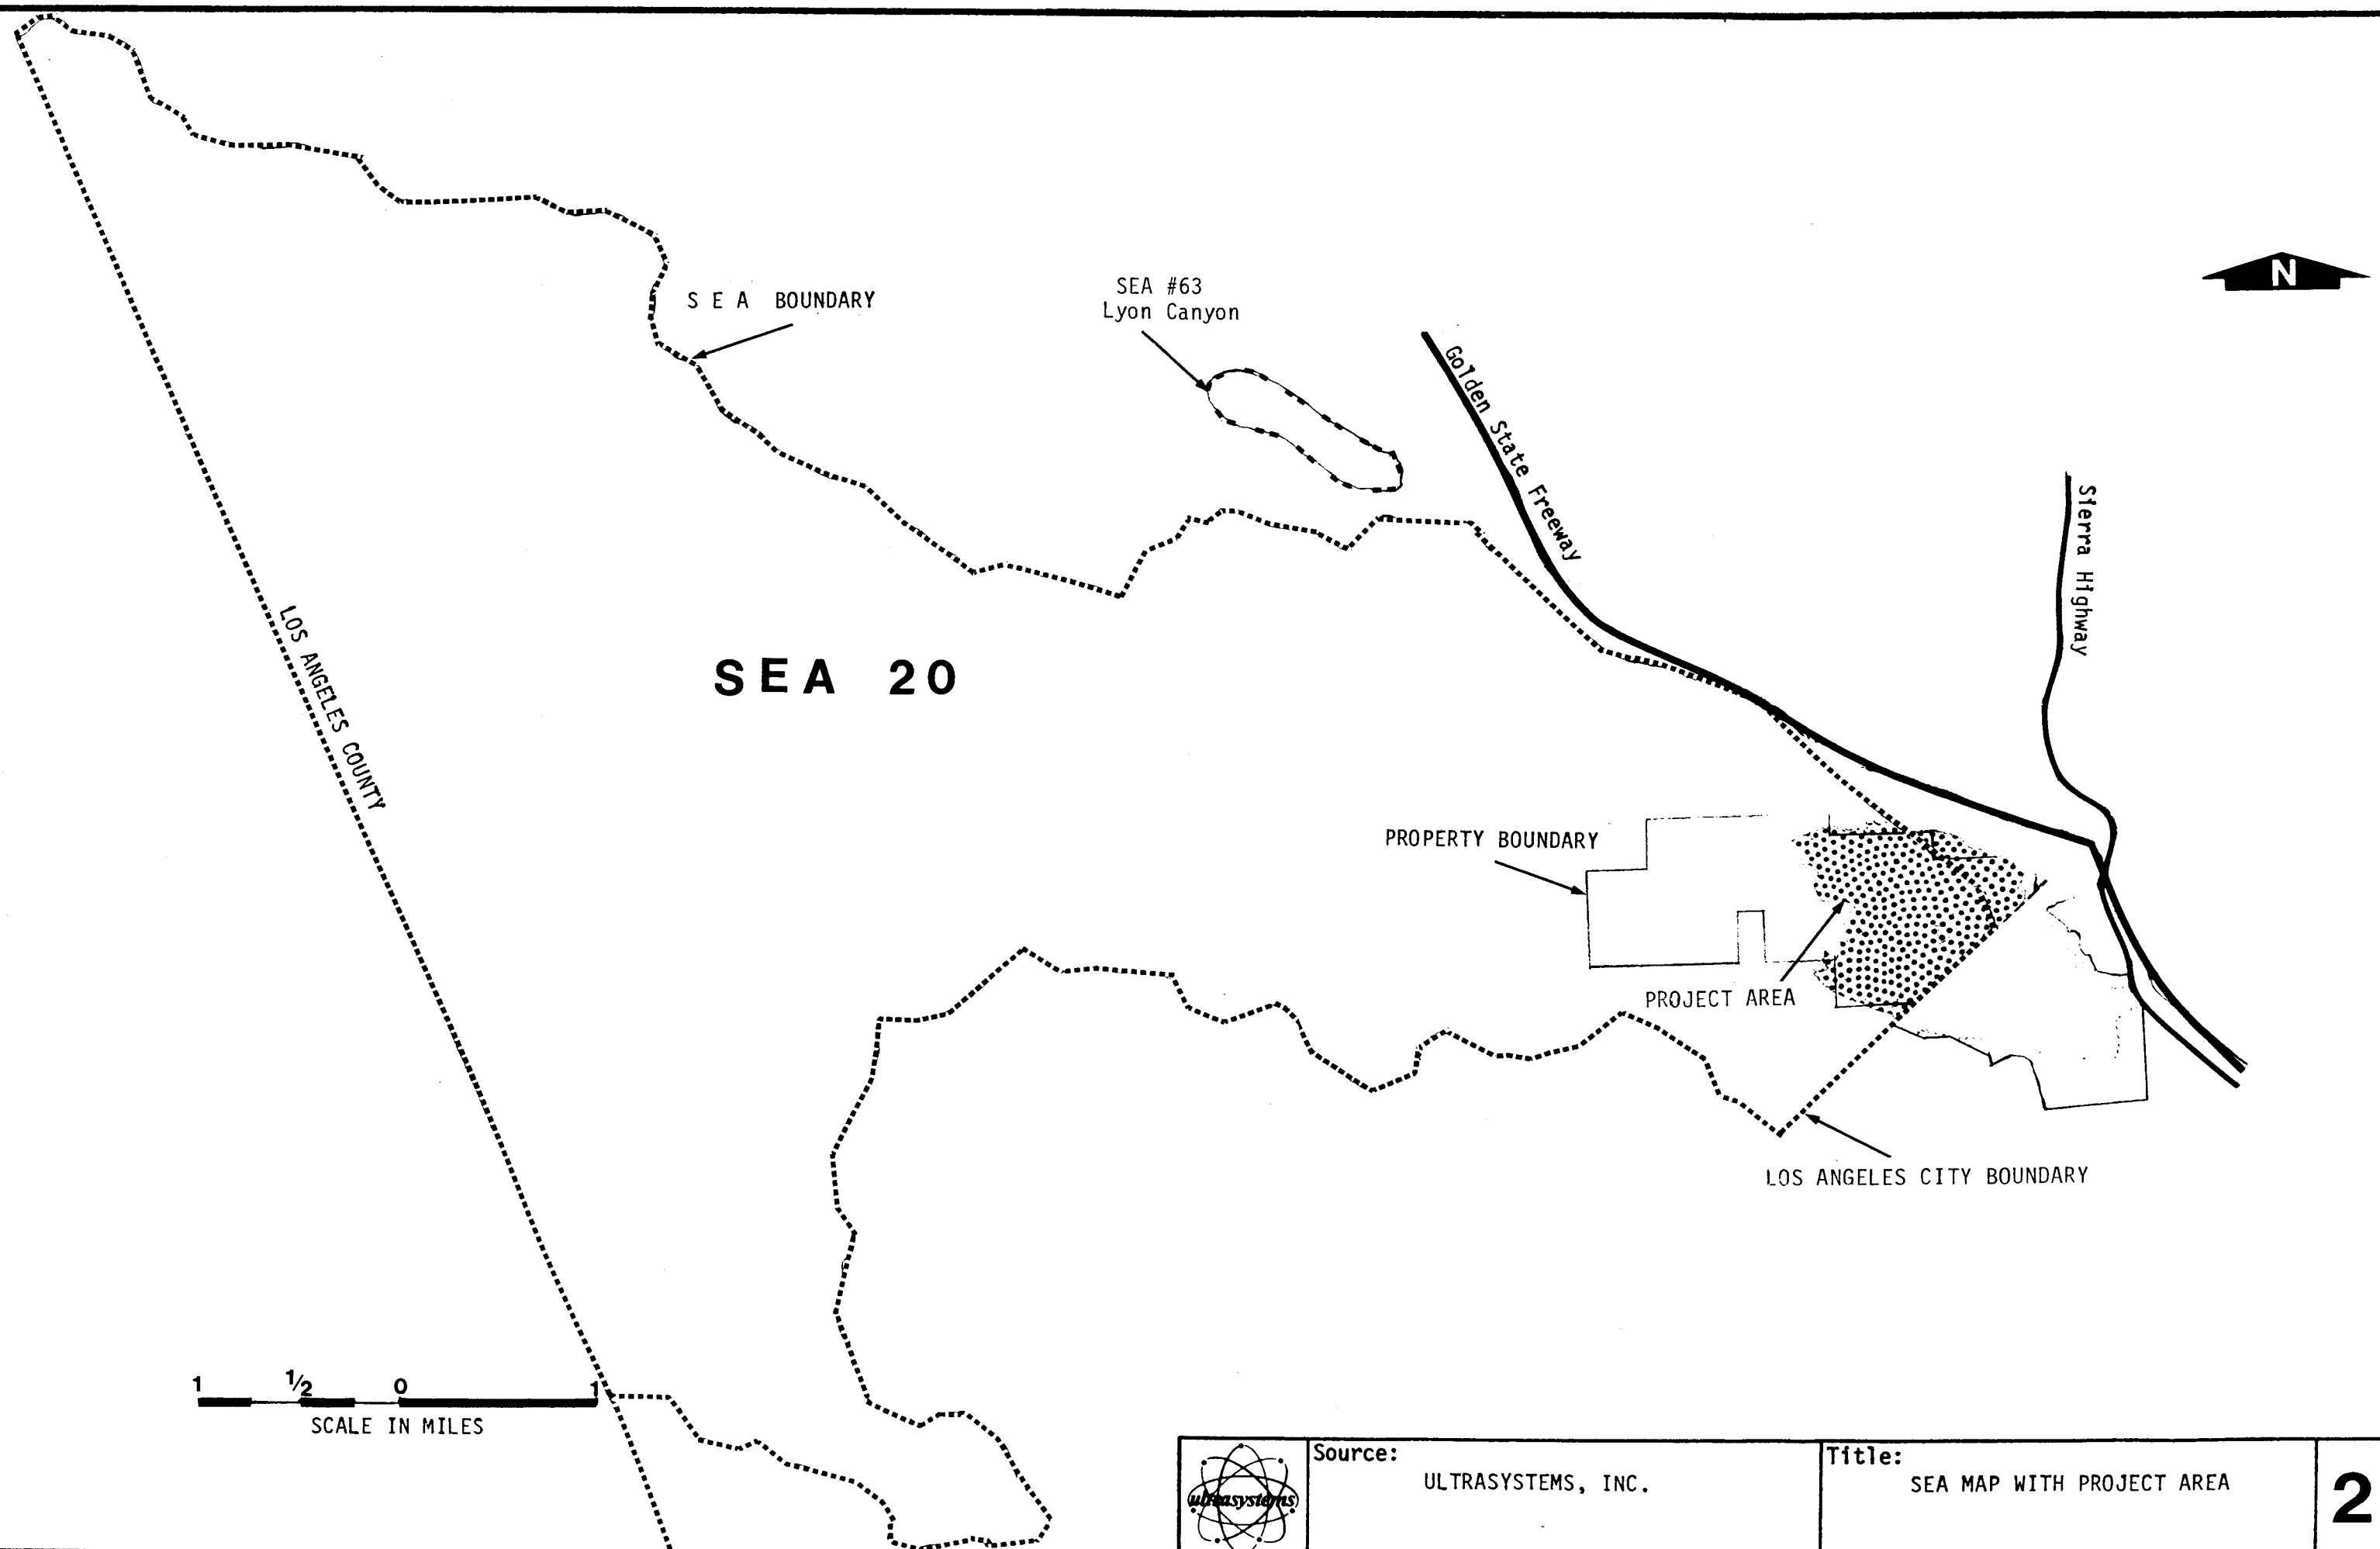 N
SEA #63
Lyon Canyon
S E A BOUNDARY
Golden State Freeway
Sierra Highway
LOS ANGELES COUNTY
SEA 20
PROPERTY BOUNDARY
PROJECT AREA
LOS ANGELES CITY BOUNDARY
1 1/2 0 1
SCALE IN MILES
ultrasystems
Source:
ULTRASYSTEMS, INC.
Title:
SEA MAP WITH PROJECT AREA
2